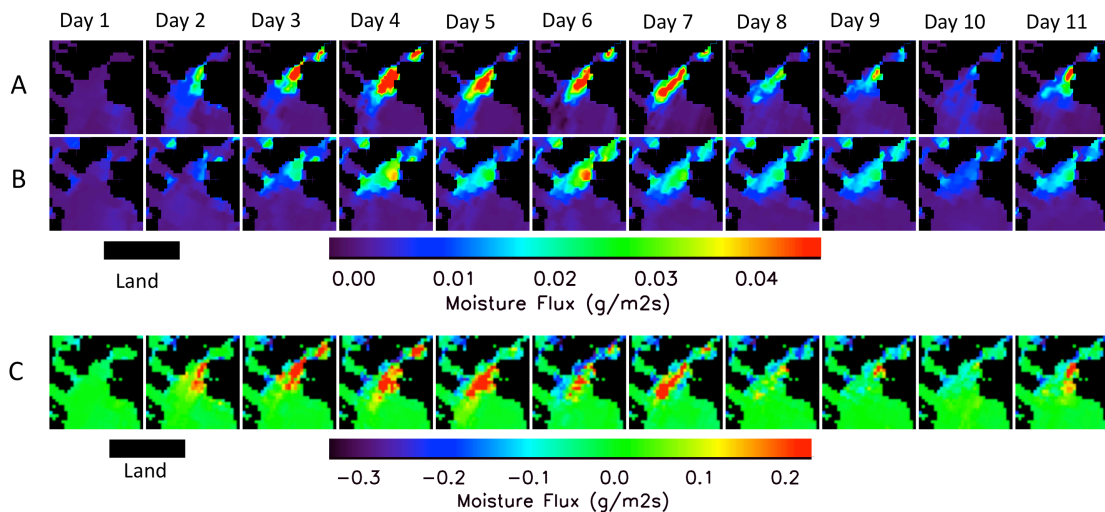 Day 1 Day 2 Day 3 Day 4 Day 5 Day 6 Day 7 Day 8 Day 9 Day 10 Day 11
A
B
Land
0.00 0.01 0.02 0.03 0.04
Moisture Flux (g/m2s)
C
Land
−0.3 −0.2 −0.1 0.0 0.1 0.2
Moisture Flux (g/m2s)